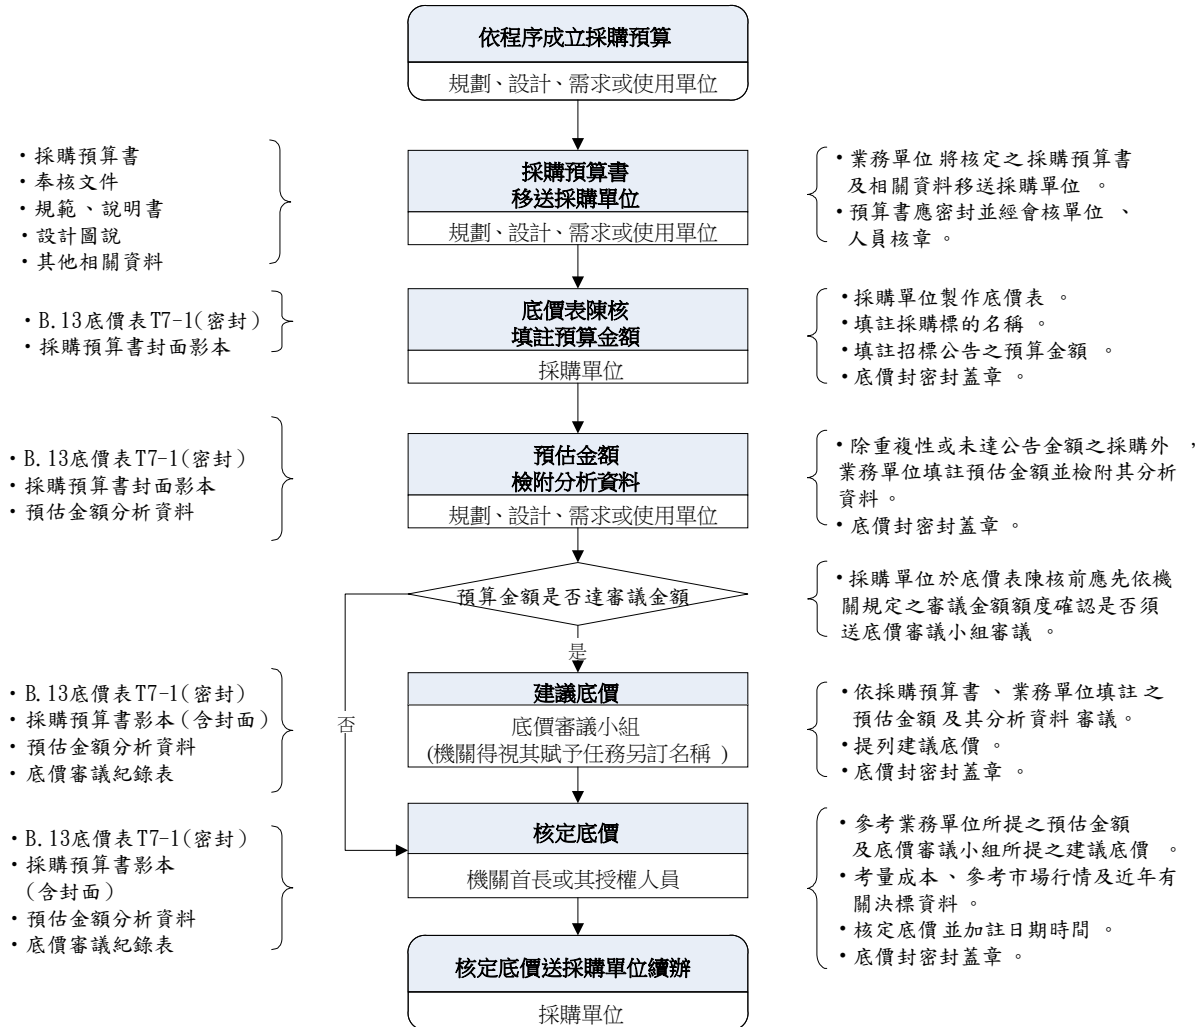 依程序成立採購預算
規劃、設計、需求或使用單位
・採購預算書
・奉核文件
・規範、說明書
・設計圖說
・其他相關資料
採購預算書
移送採購單位
規劃、設計、需求或使用單位
・業務單位 將核定之採購預算書
及相關資料移送採購單位 。
・預算書應密封並經會核單位 、
人員核章。
・B.13底價表T7-1(密封)
・採購預算書封面影本
底價表陳核
填註預算金額
採購單位
・採購單位製作底價表 。
・填註採購標的名稱 。
・填註招標公告之預算金額 。
・底價封密封蓋章 。
・B.13底價表T7-1(密封)
・採購預算書封面影本
・預估金額分析資料
預估金額
檢附分析資料
規劃、設計、需求或使用單位
・除重複性或未達公告金額之採購外 ，
業務單位填註預估金額並檢附其分析
資料。
・底價封密封蓋章 。
預算金額是否達審議金額
・採購單位於底價表陳核前應先依機
關規定之審議金額額度確認是否須
送底價審議小組審議 。
是
否
・B.13底價表T7-1(密封)
・採購預算書影本(含封面)
・預估金額分析資料
・底價審議紀錄表
建議底價
底價審議小組
(機關得視其賦予任務另訂名稱 )
・依採購預算書 、業務單位填註 之
預估金額 及其分析資料 審議。
・提列建議底價 。
・底價封密封蓋章 。
・B.13底價表T7-1(密封)
・採購預算書影本
(含封面)
・預估金額分析資料
・底價審議紀錄表
核定底價
機關首長或其授權人員
・參考業務單位所提之預估金額
及底價審議小組所提之建議底價 。
・考量成本、參考市場行情及近年有
關決標資料 。
・核定底價 並加註日期時間 。
・底價封密封蓋章 。
核定底價送採購單位續辦
採購單位